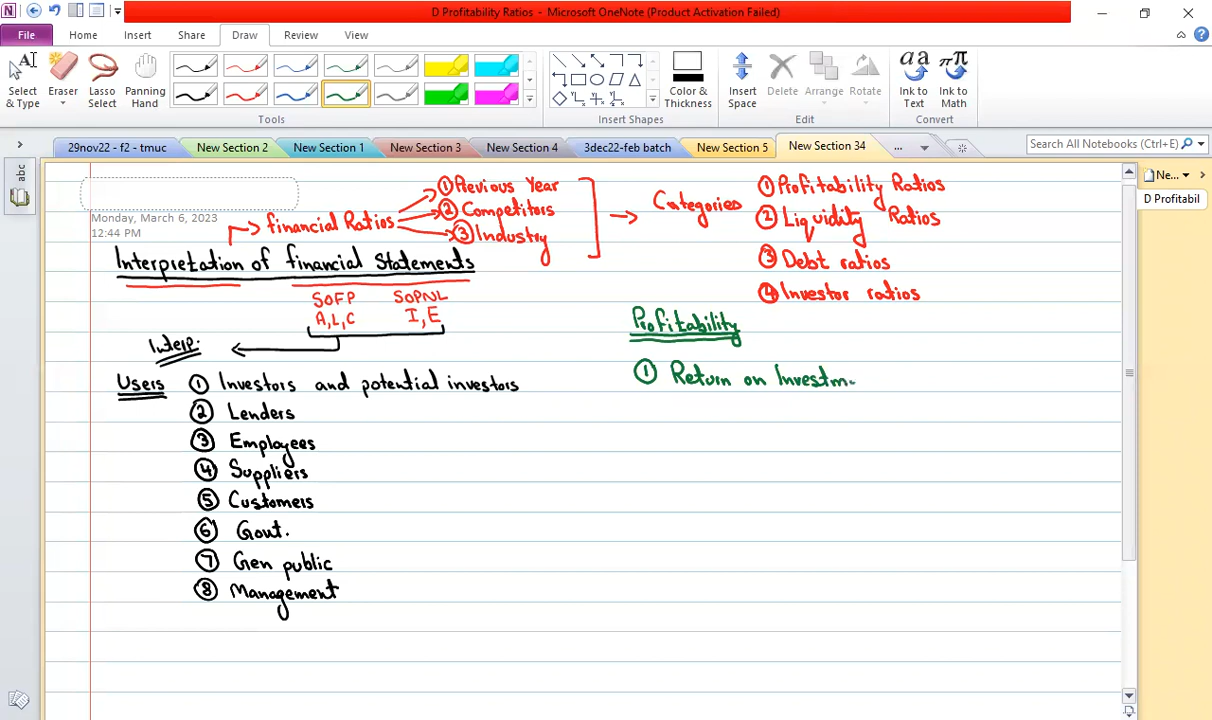 D Profitability Ratios - Microsoft OneNote (Product Activation Failed)
File Home Insert Share Draw Review View
Select & Type
Eraser
Lasso Select
Panning Hand
Color & Thickness
Insert Space
Delete
Arrange
Rotate
Ink to Text
Ink to Math
Tools
Insert Shapes
Edit
Convert
29nov22 - f2 - tmuc New Section 2 New Section 1 New Section 3 New Section 4 3dec22-feb batch New Section 5 New Section 34 ... Search All Notebooks (Ctrl+E)
abc
Ne...
D Profitabil
Monday, March 6, 2023
12:44 PM
financial Ratios
① Previous Year
② Competitors
③ Industry
Categories
① Profitability Ratios
② Liquidity Ratios
③ Debt ratios
④ Investor ratios
Interpretation of financial Statements
SOFP SOPNL
A,L,C I,E
Interp.
Users ① Investors and potential investors
② Lenders
③ Employees
④ Suppliers
⑤ Customers
⑥ Govt.
⑦ Gen public
⑧ Management
Profitability
① Return on Investm